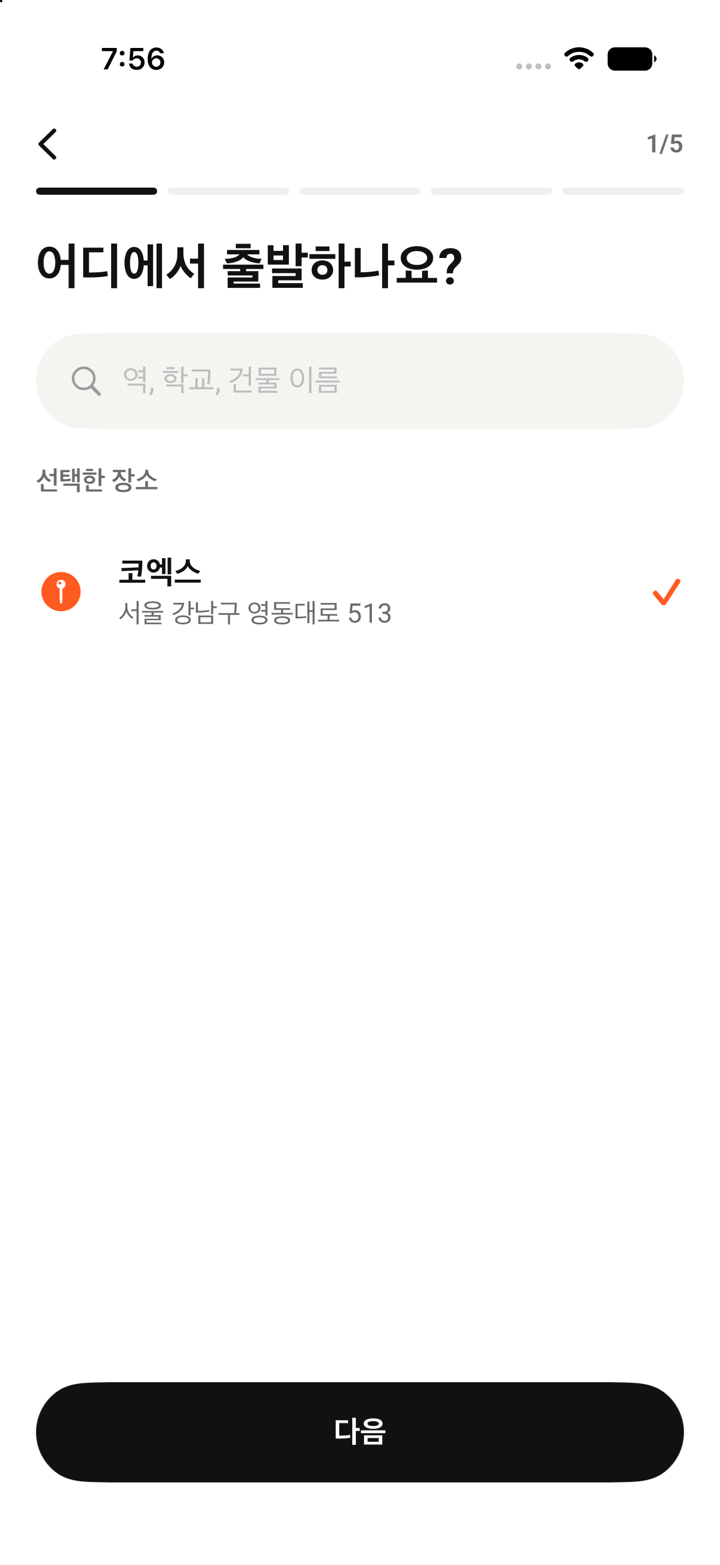 7:56
1/5
어디에서 출발하나요?
역, 학교, 건물 이름
선택한 장소
코엑스
서울 강남구 영동대로 513
다음